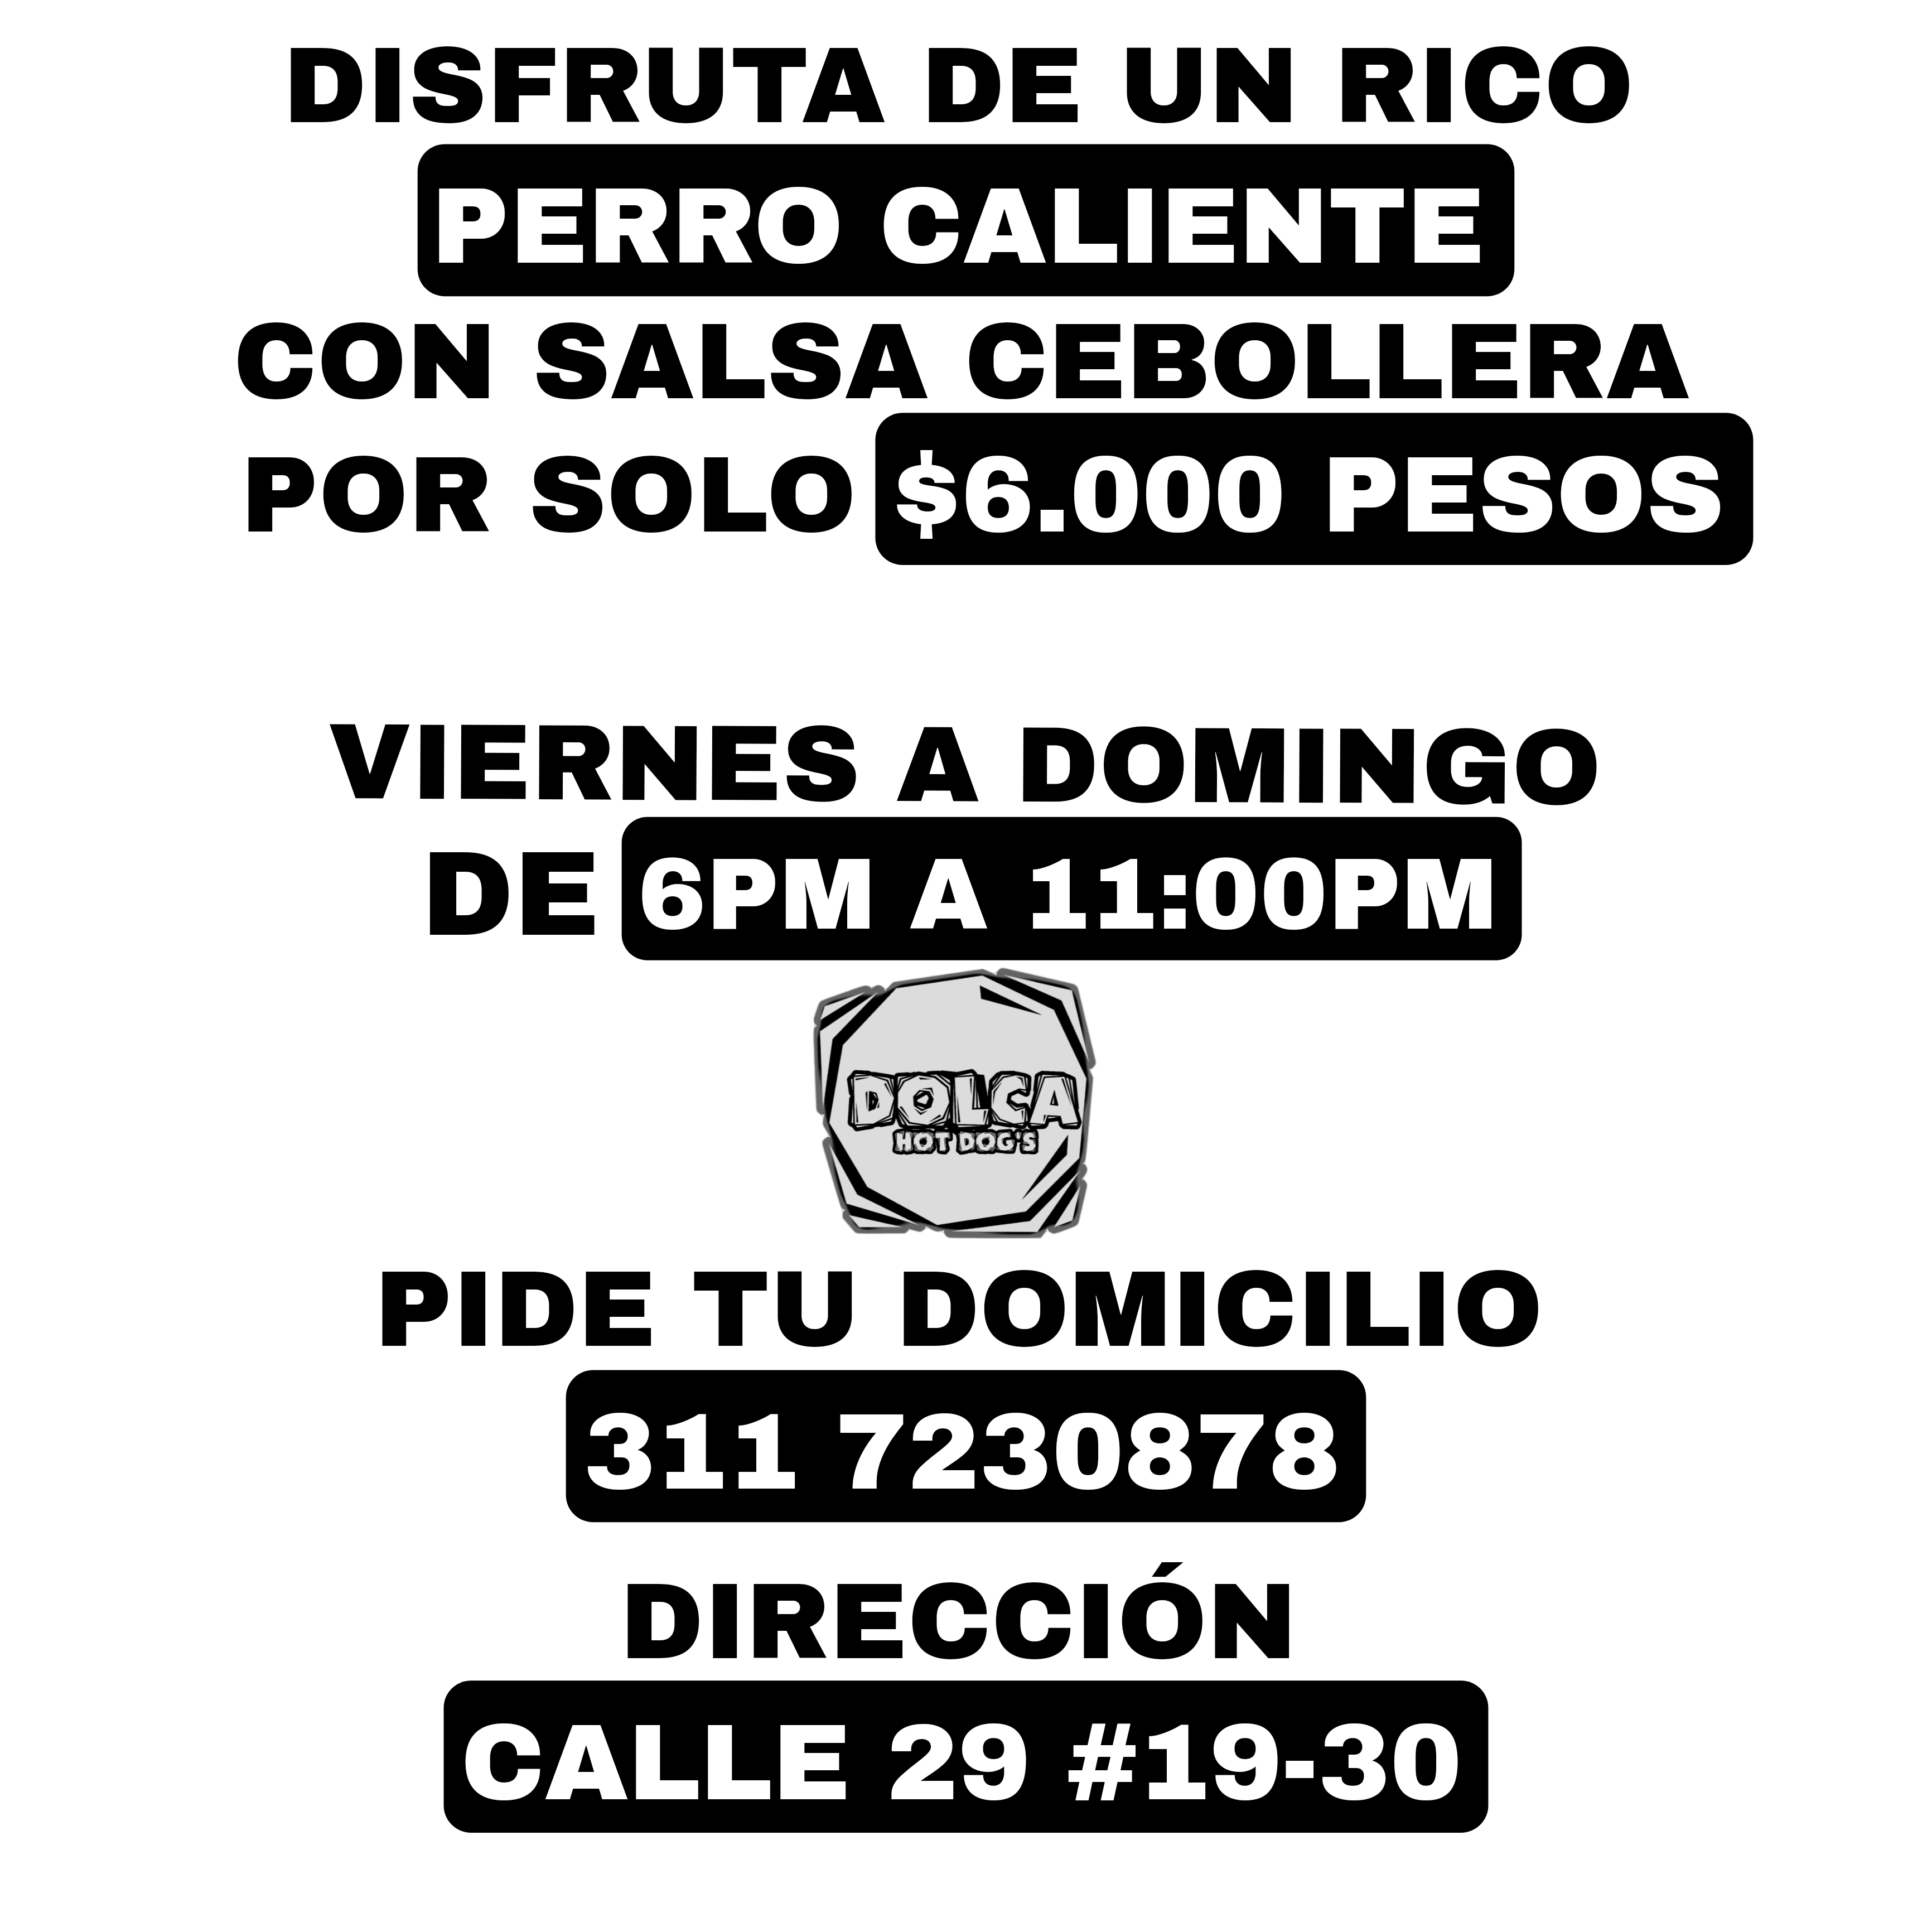 DISFRUTA DE UN RICO
PERRO CALIENTE
CON SALSA CEBOLLERA
POR SOLO $6.000 PESOS
VIERNES A DOMINGO
DE 6PM A 11:00PM
DOLCA
HOT DOG'S
PIDE TU DOMICILIO
311 7230878
DIRECCIÓN
CALLE 29 #19-30